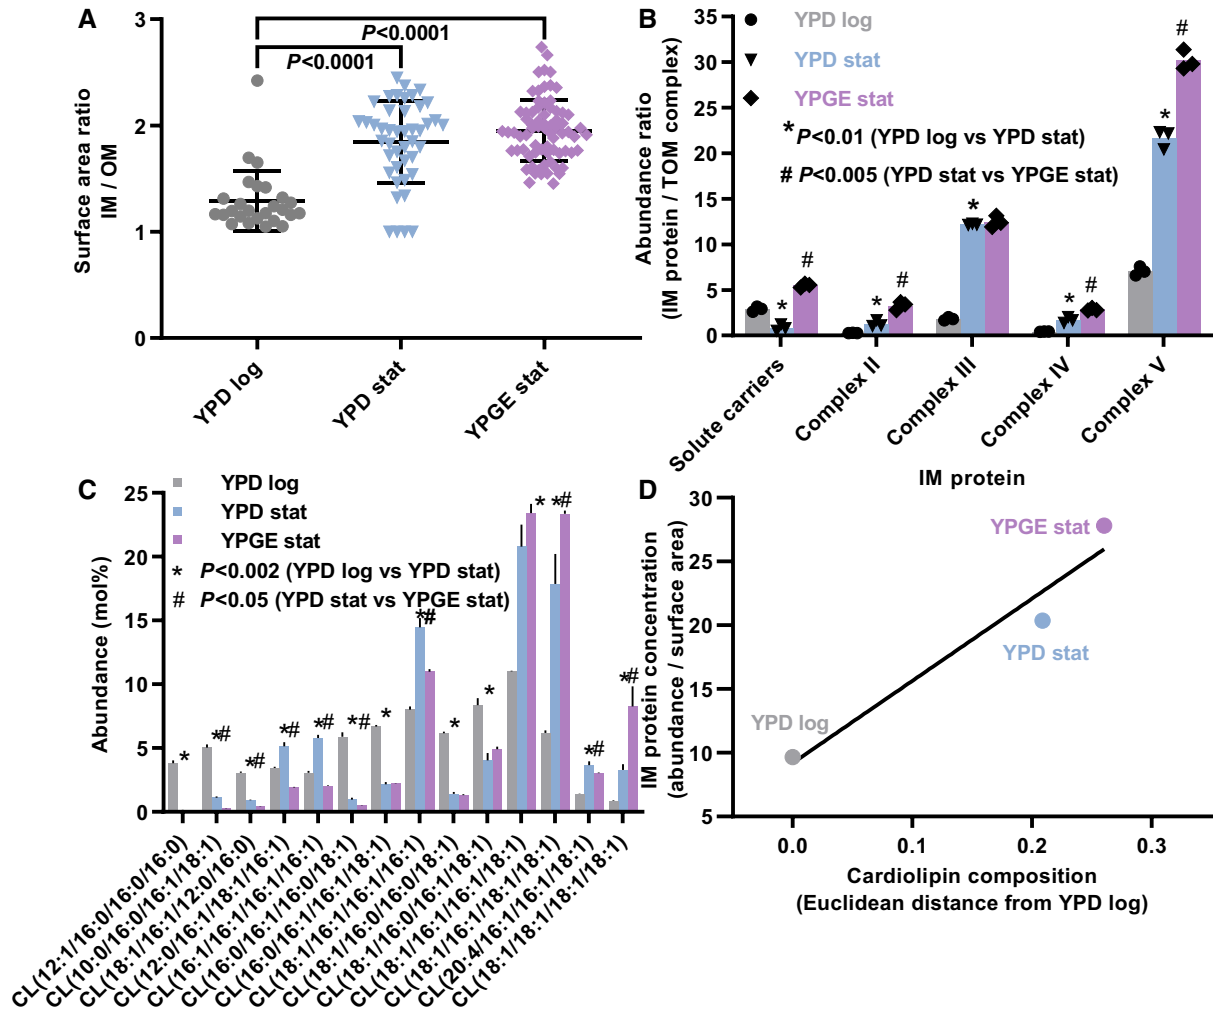 A
Surface area ratio
IM / OM
3
2
1
0
P<0.0001
P<0.0001
YPD log
YPD stat
YPGE stat
B
Abundance ratio
(IM protein / TOM complex)
35
30
25
20
15
10
5
0
YPD log
YPD stat
YPGE stat
* P<0.01 (YPD log vs YPD stat)
# P<0.005 (YPD stat vs YPGE stat)
*
#
*
#
*
*
#
*
#
Solute carriers
Complex II
Complex III
Complex IV
Complex V
IM protein
C
Abundance (mol%)
25
20
15
10
5
0
YPD log
YPD stat
YPGE stat
* P<0.002 (YPD log vs YPD stat)
# P<0.05 (YPD stat vs YPGE stat)
*
*#
*#
*#
*#
*#
*
*#
*
*
*
*#
*#
*#
CL(12:1/16:0/16:0/16:0)
CL(10:0/16:0/16:1/18:1)
CL(18:1/16:1/12:0/16:0)
CL(12:0/16:1/18:1/16:1)
CL(16:1/16:1/16:1/16:1)
CL(16:0/16:1/16:0/18:1)
CL(16:0/16:1/16:1/18:1)
CL(18:1/16:1/16:1/16:1)
CL(18:1/16:0/16:0/18:1)
CL(18:1/16:0/16:1/18:1)
CL(18:1/16:1/16:1/18:1)
CL(18:1/16:1/18:1/18:1)
CL(20:4/16:1/16:1/18:1)
CL(18:1/18:1/18:1/18:1)
D
IM protein concentration
(abundance / surface area)
30
25
20
15
10
5
YPGE stat
YPD stat
YPD log
0.0
0.1
0.2
0.3
Cardiolipin composition
(Euclidean distance from YPD log)